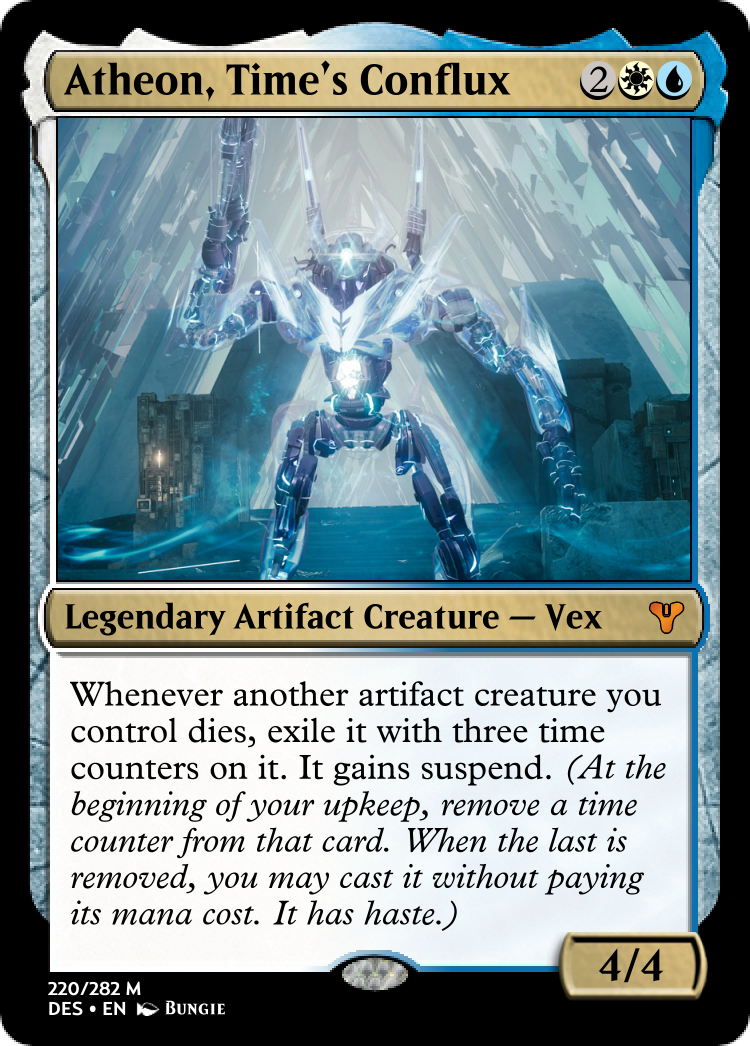 Atheon, Time's Conflux 2
Legendary Artifact Creature — Vex
Whenever another artifact creature you
control dies, exile it with three time
counters on it. It gains suspend. (At the
beginning of your upkeep, remove a time
counter from that card. When the last is
removed, you may cast it without paying
its mana cost. It has haste.)
4/4
220/282 M
DES • EN Bungie